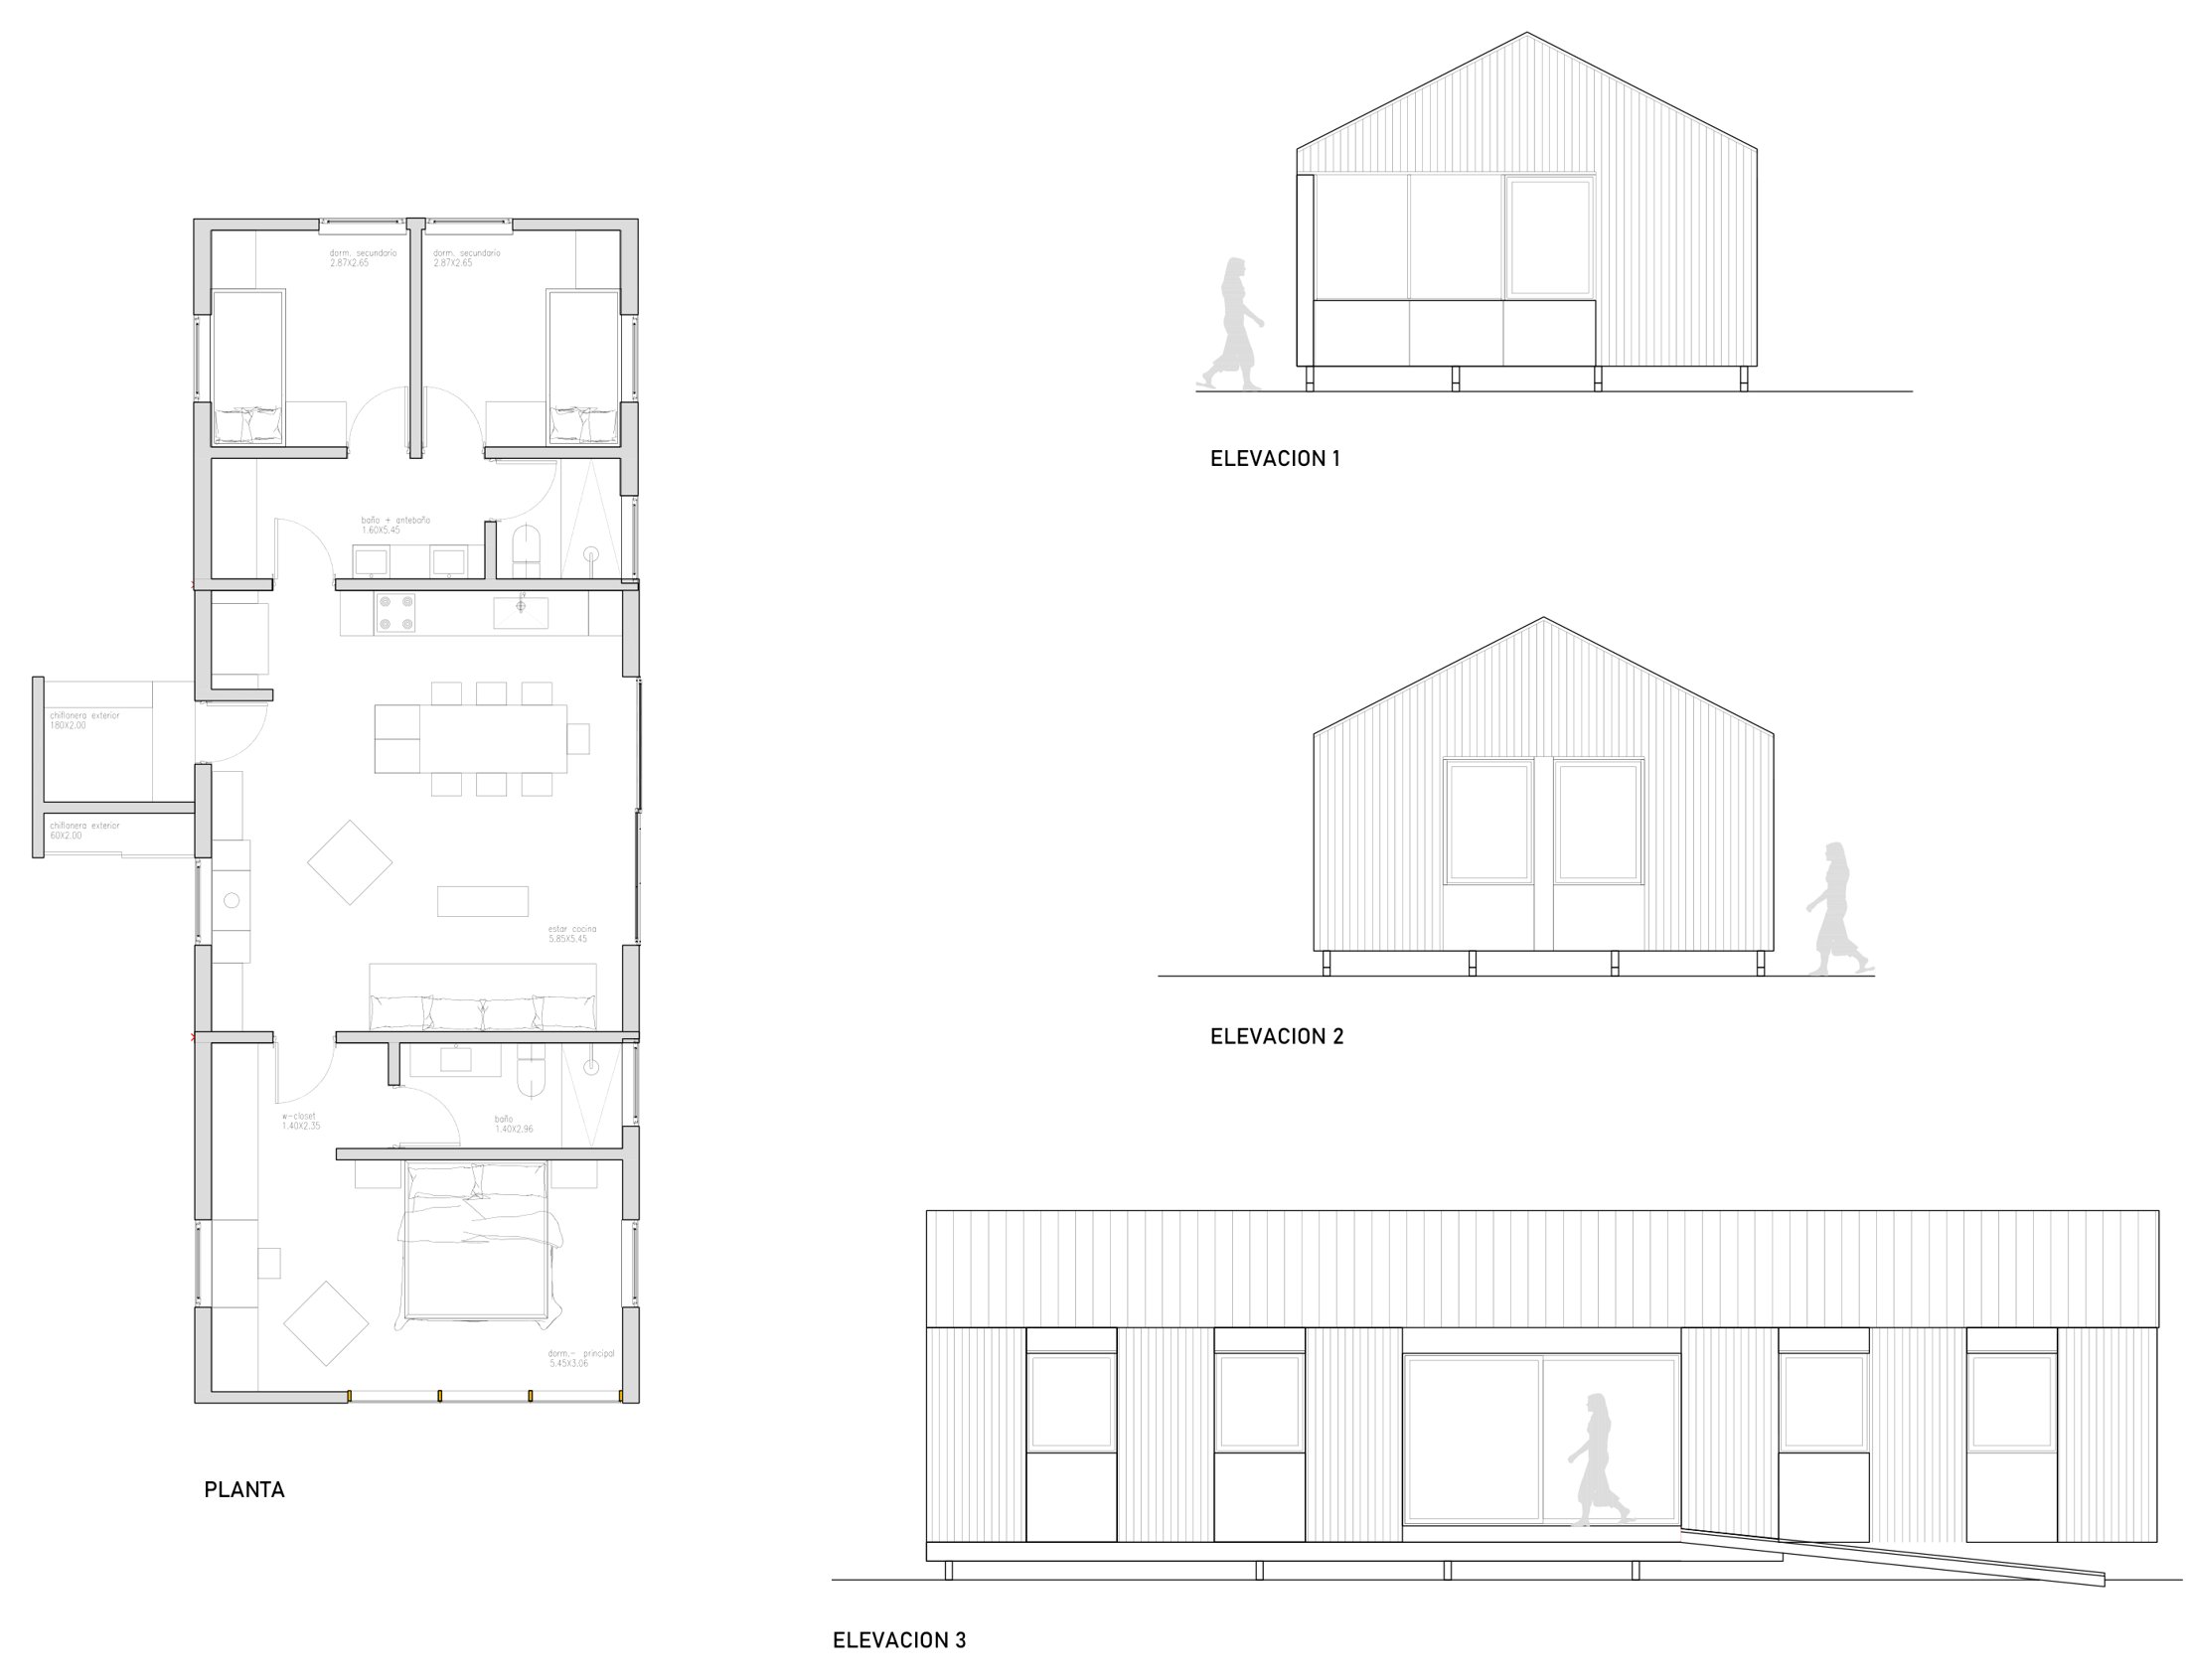 dorm. secundario
2.87X2.65
dorm. secundario
2.87X2.65
baño + antebaño
1.60X5.45
chiflonera exterior
180X2.00
chiflonera exterior
60X2.00
estar cocina
5.85X5.45
w-closet
1.40X2.35
baño
1.40X2.96
dorm.- principal
5.45X3.06
PLANTA
ELEVACION 1
ELEVACION 2
ELEVACION 3